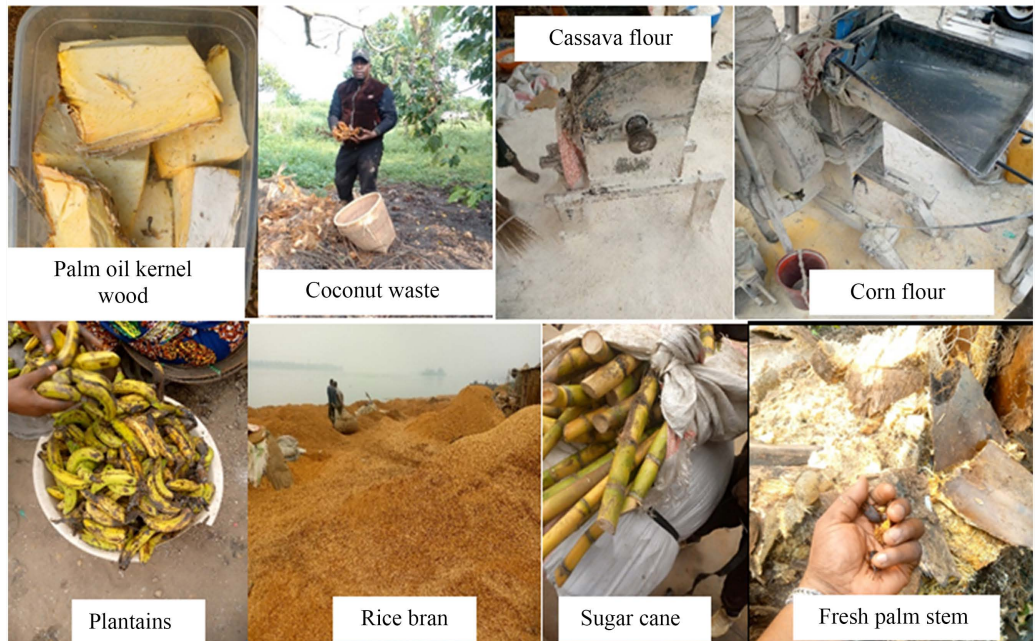 Cassava flour
Palm oil kernel
wood
Coconut waste
Corn flour
Plantains
Rice bran
Sugar cane
Fresh palm stem